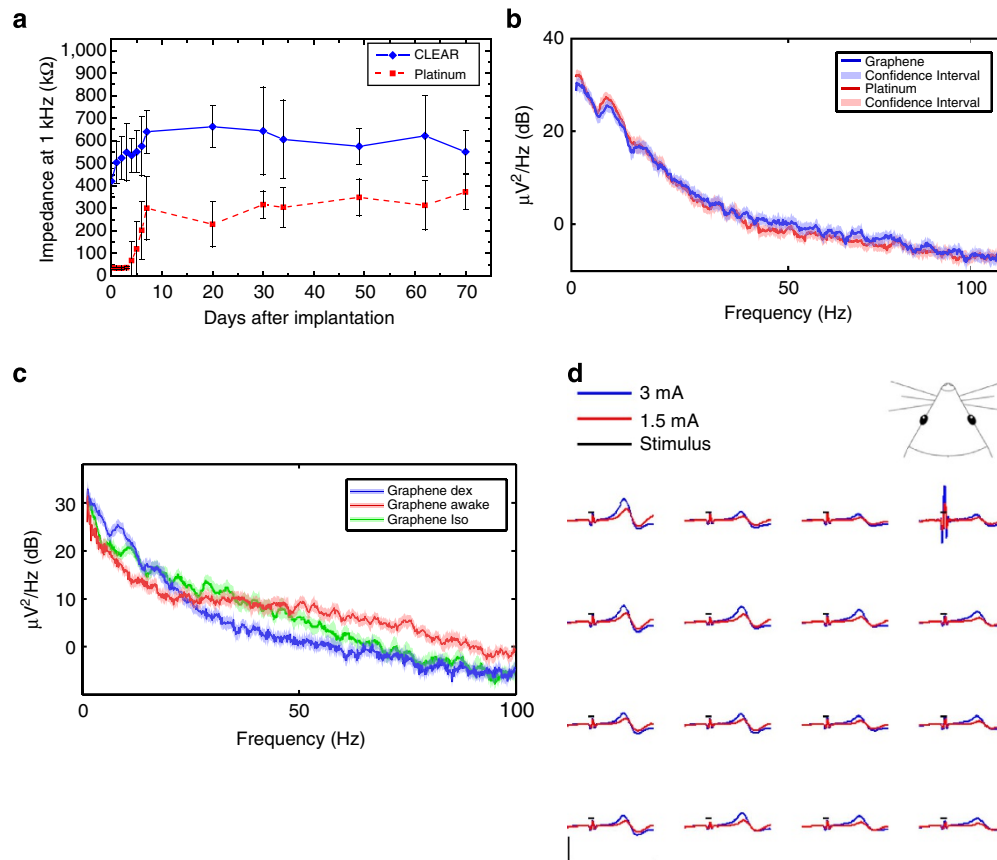 a
Impedance at 1 kHz (kΩ)
1,000
900
800
700
600
500
400
300
200
100
0
CLEAR
Platinum
0
10
20
30
40
50
60
70
Days after implantation
b
μV²/Hz (dB)
40
20
0
Graphene
Confidence Interval
Platinum
Confidence Interval
0
50
100
Frequency (Hz)
c
μV²/Hz (dB)
30
20
10
0
Graphene dex
Graphene awake
Graphene Iso
0
50
100
Frequency (Hz)
d
3 mA
1.5 mA
Stimulus